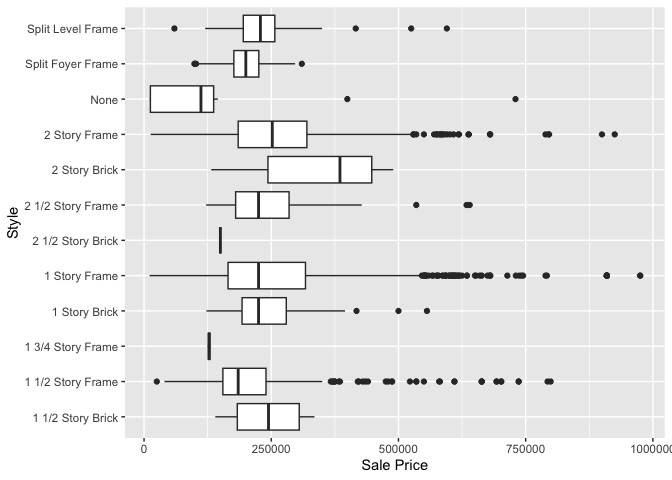 Split Level Frame
Split Foyer Frame
None
2 Story Frame
2 Story Brick
2 1/2 Story Frame
2 1/2 Story Brick
1 Story Frame
1 Story Brick
1 3/4 Story Frame
1 1/2 Story Frame
1 1/2 Story Brick
Style
0 250000 500000 750000 1000000
Sale Price